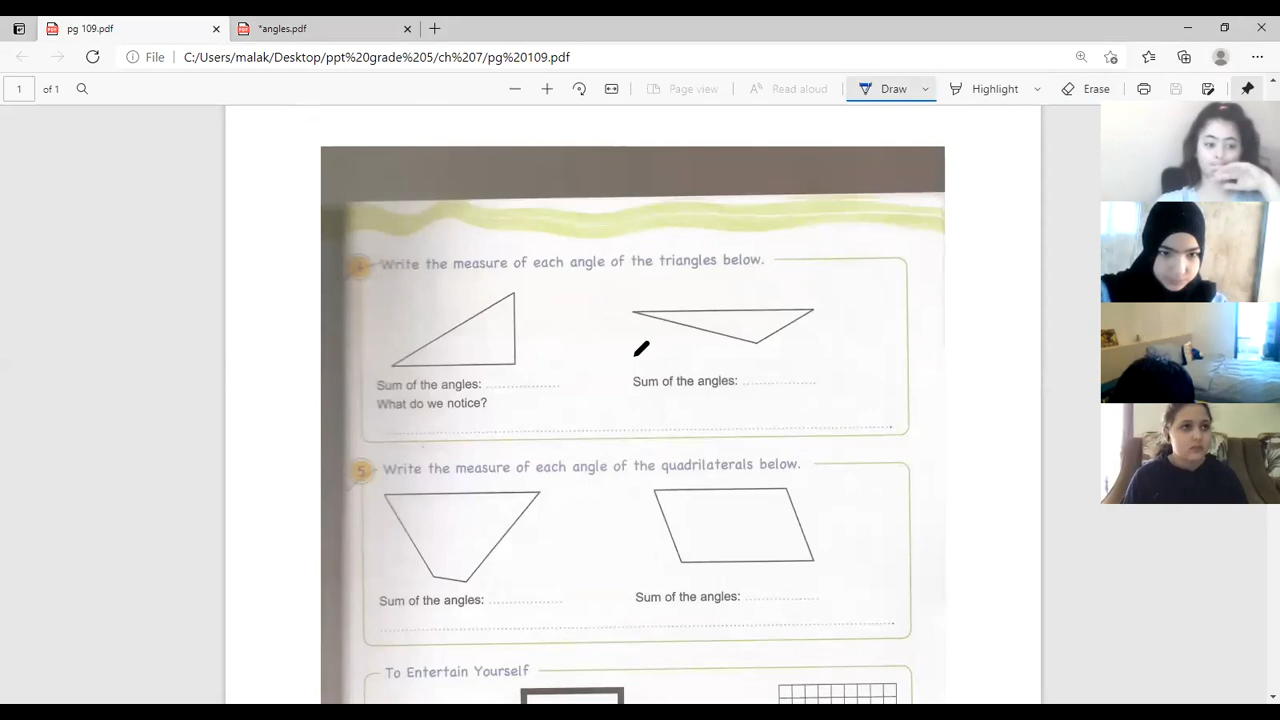 pg 109.pdf
*angles.pdf
File
C:/Users/malak/Desktop/ppt%20grade%205/ch%207/pg%20109.pdf
1 of 1
Page view
Read aloud
Draw
Highlight
Erase
Write the measure of each angle of the triangles below.
Sum of the angles: ....................
Sum of the angles: ....................
What do we notice?
5 Write the measure of each angle of the quadrilaterals below.
Sum of the angles: ....................
Sum of the angles: ....................
To Entertain Yourself